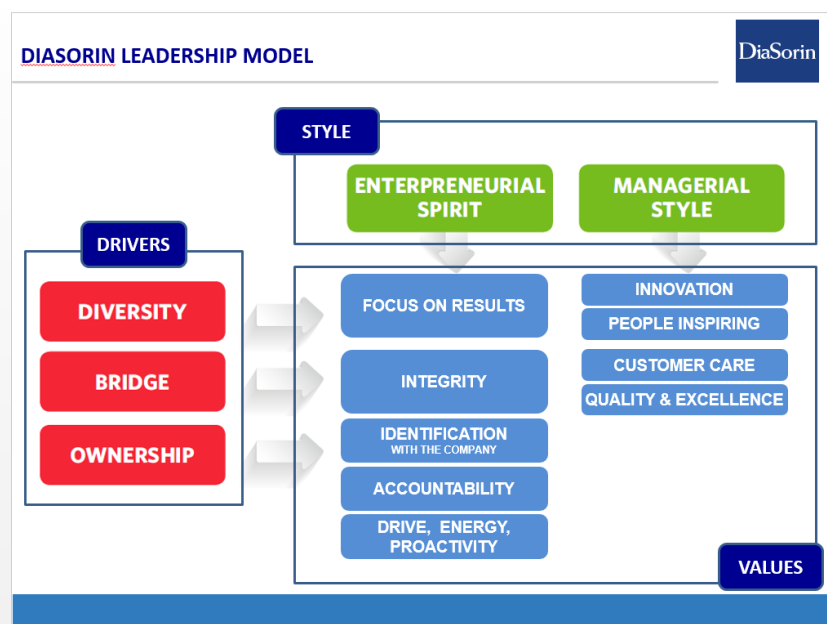 DIASORIN LEADERSHIP MODEL
DiaSorin
STYLE
ENTERPRENEURIAL
SPIRIT
MANAGERIAL
STYLE
DRIVERS
DIVERSITY
BRIDGE
OWNERSHIP
FOCUS ON RESULTS
INTEGRITY
IDENTIFICATION
WITH THE COMPANY
ACCOUNTABILITY
DRIVE, ENERGY,
PROACTIVITY
INNOVATION
PEOPLE INSPIRING
CUSTOMER CARE
QUALITY & EXCELLENCE
VALUES